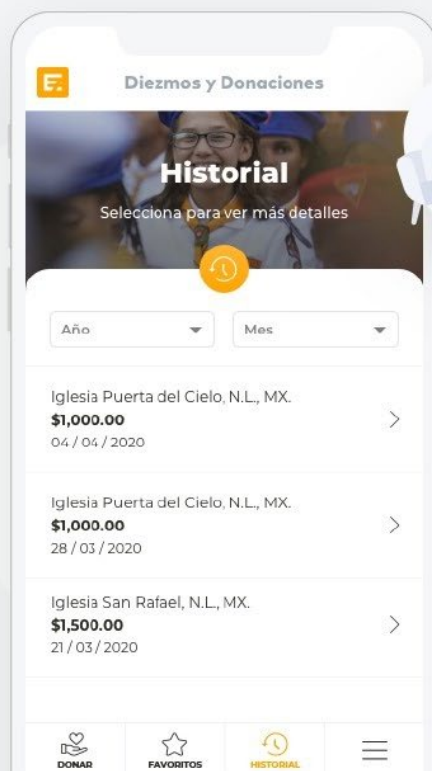 E.
Diezmos y Donaciones
Historial
Selecciona para ver más detalles
Año
Mes
Iglesia Puerta del Cielo, N.L., MX.
$1,000.00
04 / 04 / 2020
Iglesia Puerta del Cielo, N.L., MX.
$1,000.00
28 / 03 / 2020
Iglesia San Rafael, N.L., MX.
$1,500.00
21 / 03 / 2020
DONAR
FAVORITOS
HISTORIAL